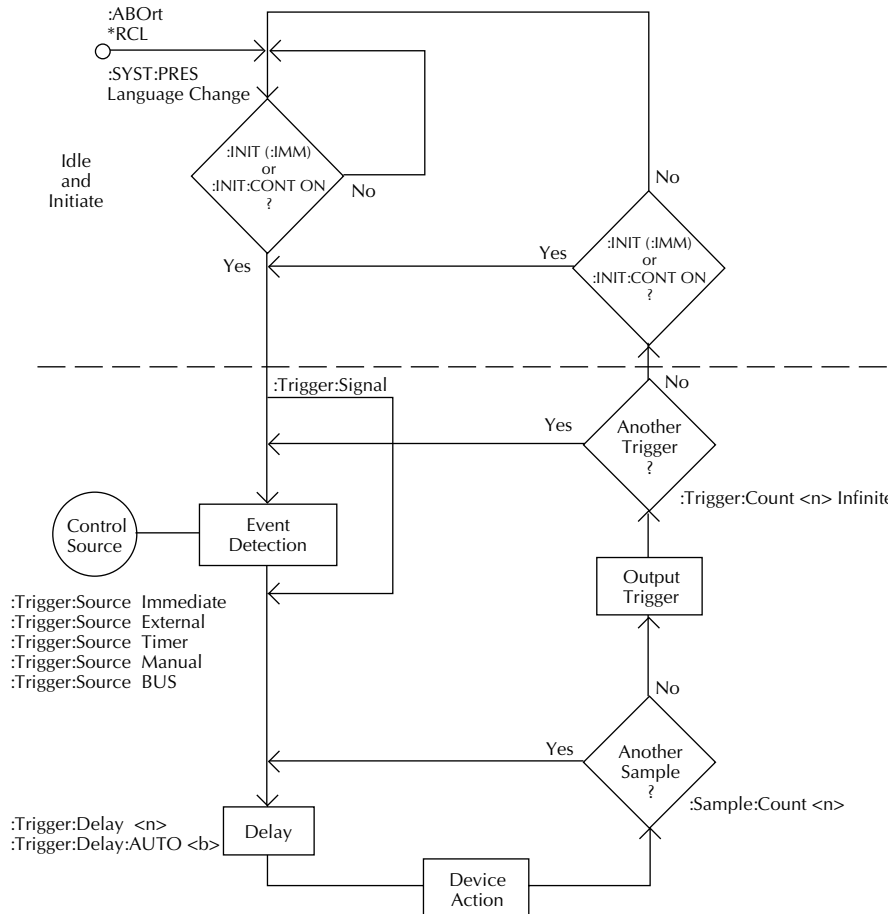 :ABOrt
*RCL
:SYST:PRES
Language Change
Idle
and
Initiate
:INIT (:IMM)
or
:INIT:CONT ON
?
No
Yes
No
:INIT (:IMM)
or
:INIT:CONT ON
?
Yes
:Trigger:Signal
No
Another
Trigger
?
Yes
:Trigger:Count <n> Infinite
Control
Source
Event
Detection
Output
Trigger
:Trigger:Source Immediate
:Trigger:Source External
:Trigger:Source Timer
:Trigger:Source Manual
:Trigger:Source BUS
No
Another
Sample
?
Yes
:Sample:Count <n>
:Trigger:Delay <n>
:Trigger:Delay:AUTO <b>
Delay
Device
Action